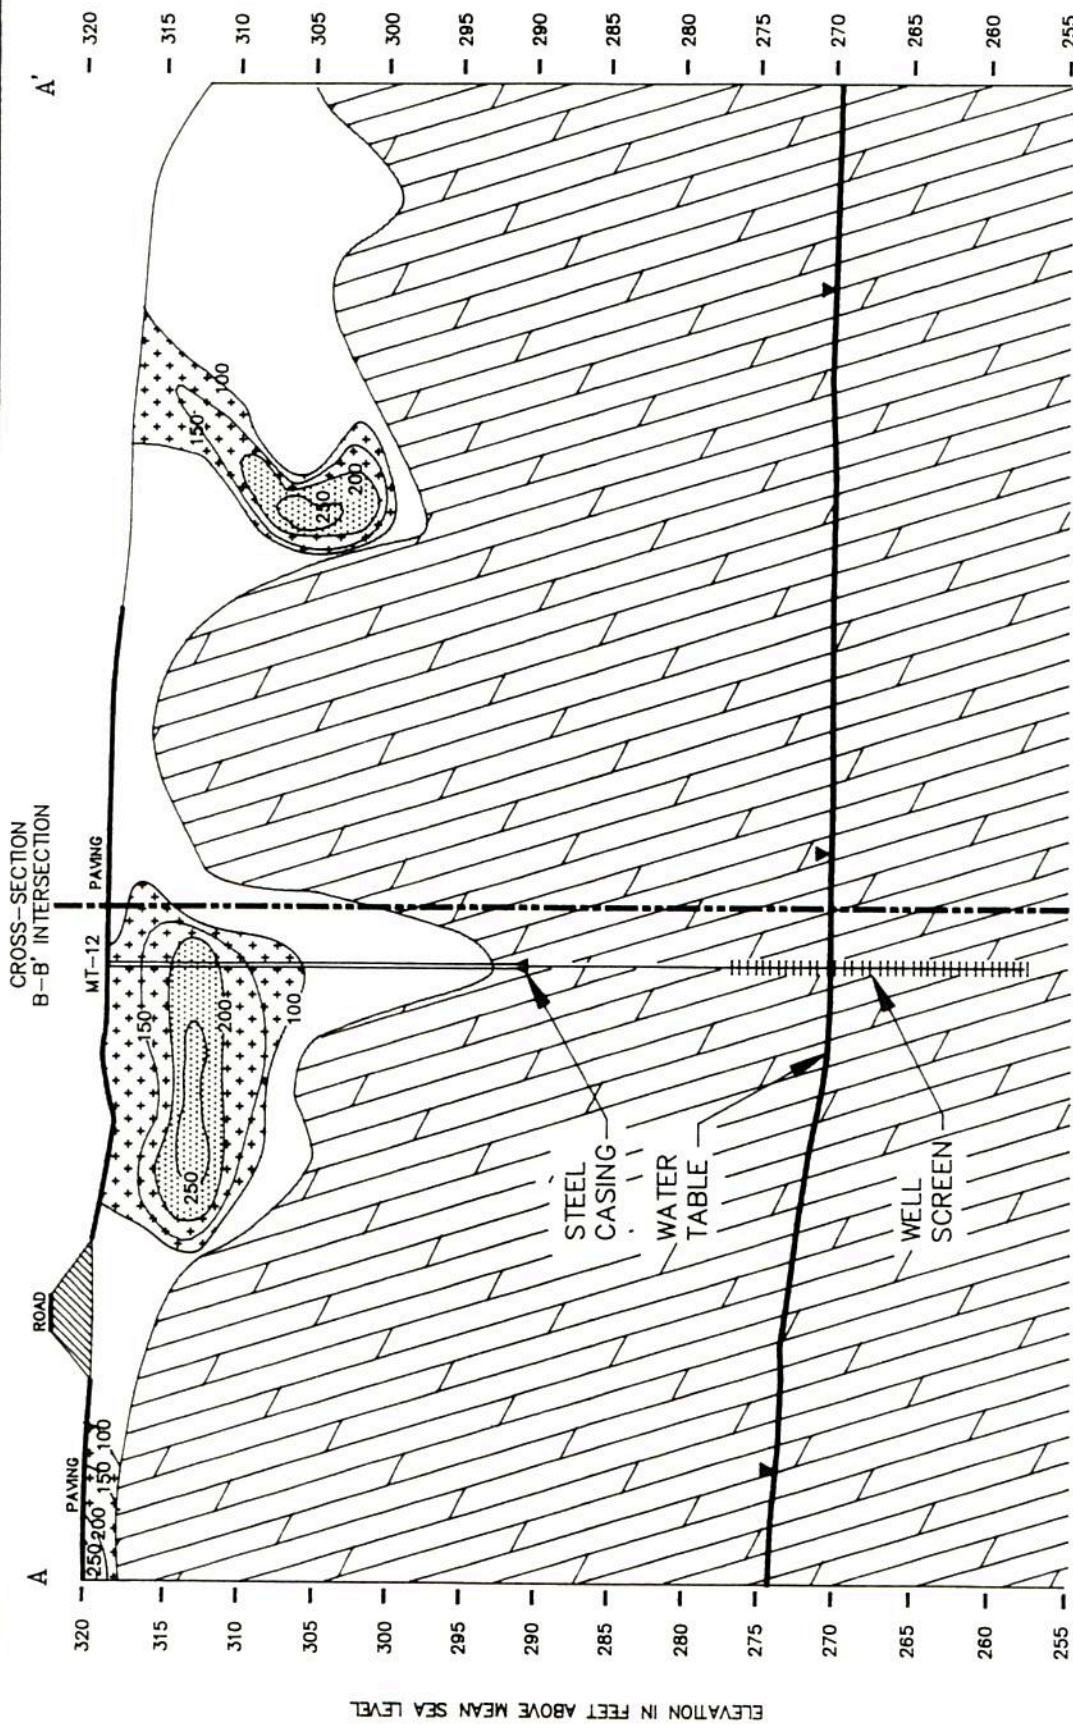 A
A'
CROSS-SECTION
B-B' INTERSECTION
PAVING
ROAD
MT-12
PAVING
250
200
150
100
250
200
150
100
150
100
250
200
STEEL
CASING
WATER
TABLE
WELL
SCREEN
ELEVATION IN FEET ABOVE MEAN SEA LEVEL
320
315
310
305
300
295
290
285
280
275
270
265
260
255
320
315
310
305
300
295
290
285
280
275
270
265
260
255